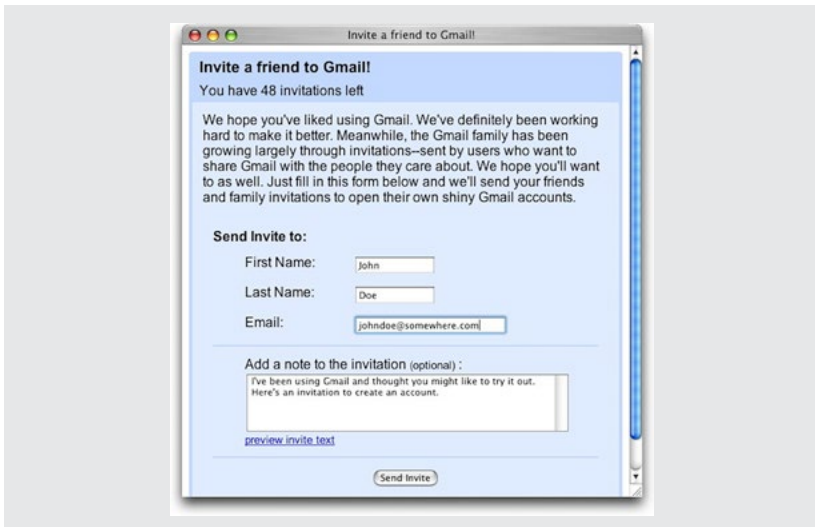 Invite a friend to Gmail!
Invite a friend to Gmail!
You have 48 invitations left
We hope you've liked using Gmail. We've definitely been working
hard to make it better. Meanwhile, the Gmail family has been
growing largely through invitations--sent by users who want to
share Gmail with the people they care about. We hope you'll want
to as well. Just fill in this form below and we'll send your friends
and family invitations to open their own shiny Gmail accounts.
Send Invite to:
First Name: John
Last Name: Doe
Email: johndoe@somewhere.com
Add a note to the invitation (optional) :
I've been using Gmail and thought you might like to try it out.
Here's an invitation to create an account.
preview invite text
Send Invite